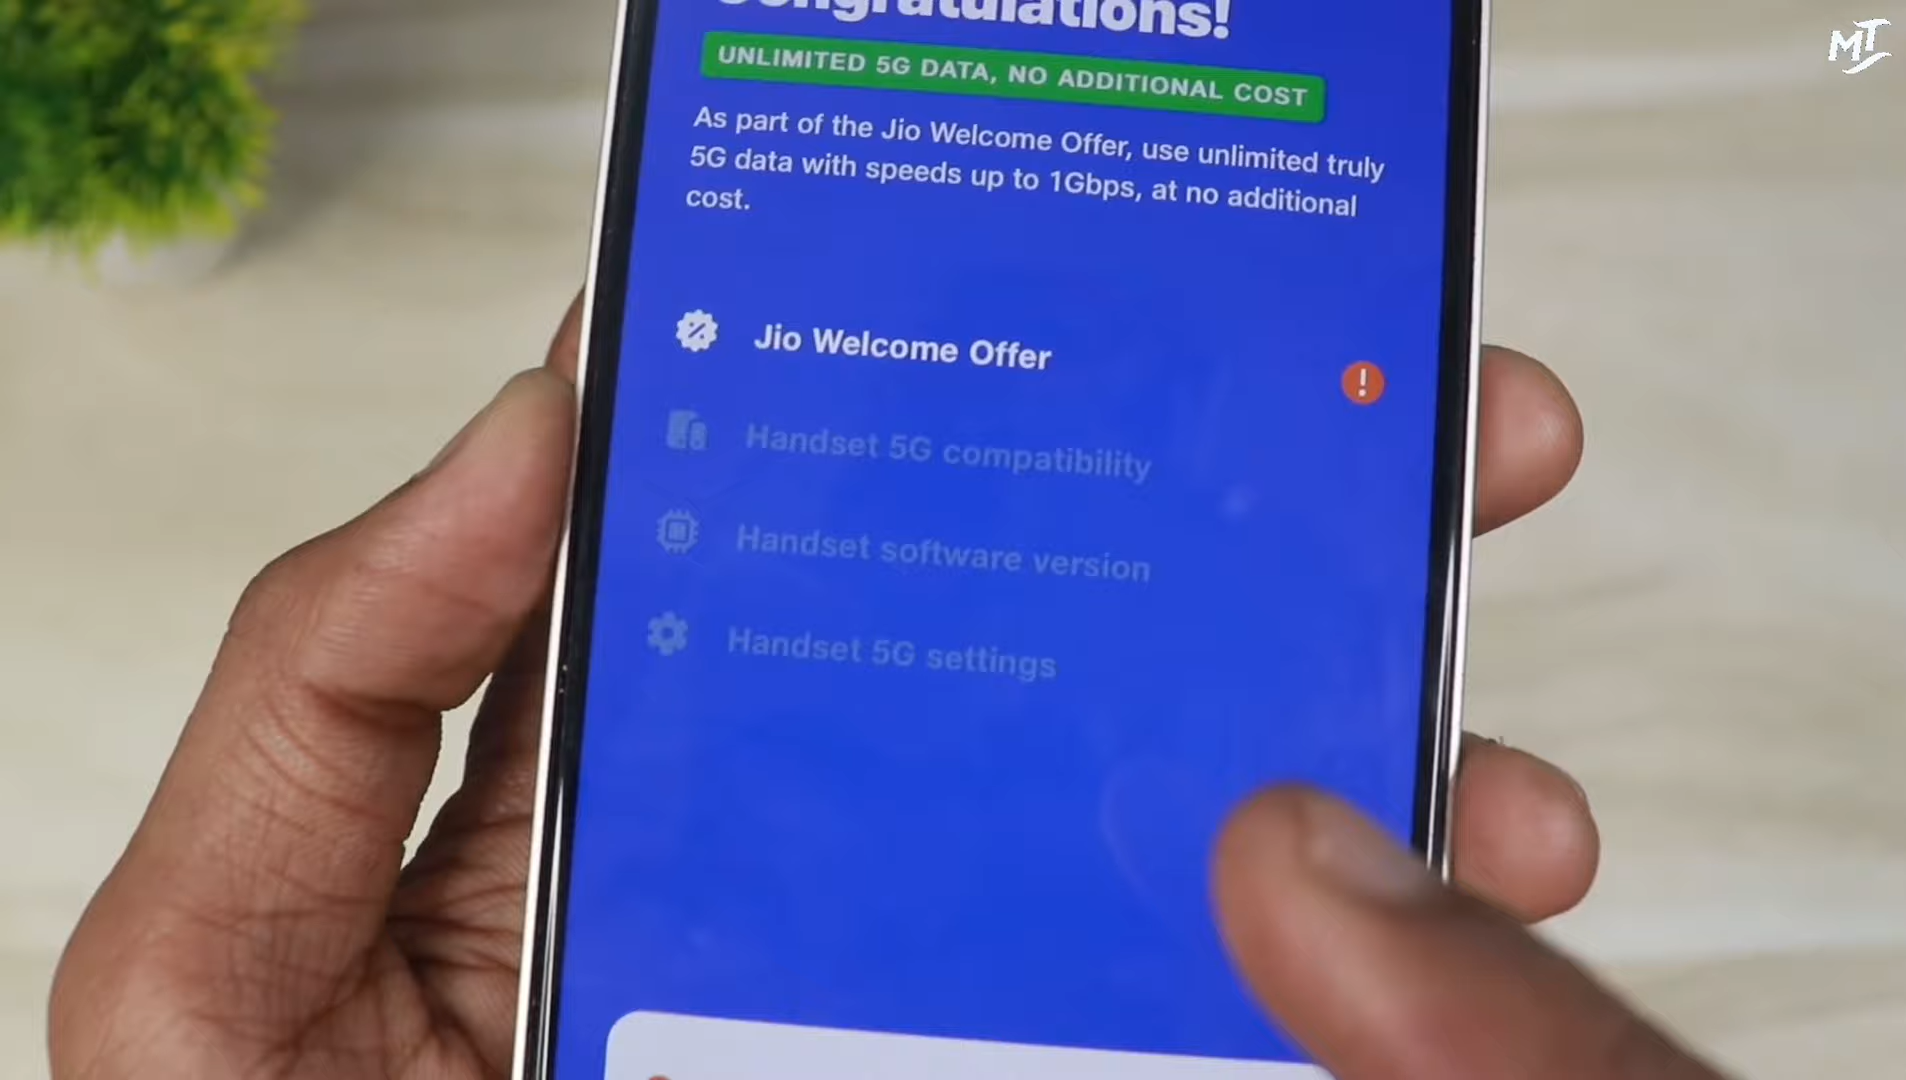 Congratulations!
UNLIMITED 5G DATA, NO ADDITIONAL COST
As part of the Jio Welcome Offer, use unlimited truly
5G data with speeds up to 1Gbps, at no additional
cost.
Jio Welcome Offer
!
Handset 5G compatibility
Handset software version
Handset 5G settings
MT